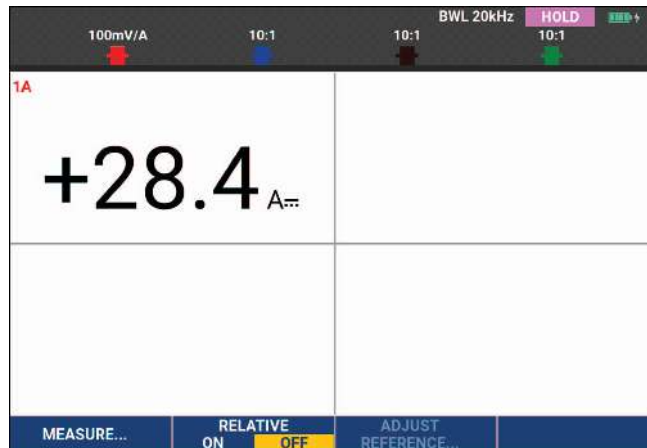 BWL 20kHz HOLD
100mV/A 10:1 10:1 10:1
1A
+28.4 A
MEASURE...
RELATIVE
ON OFF
ADJUST
REFERENCE...